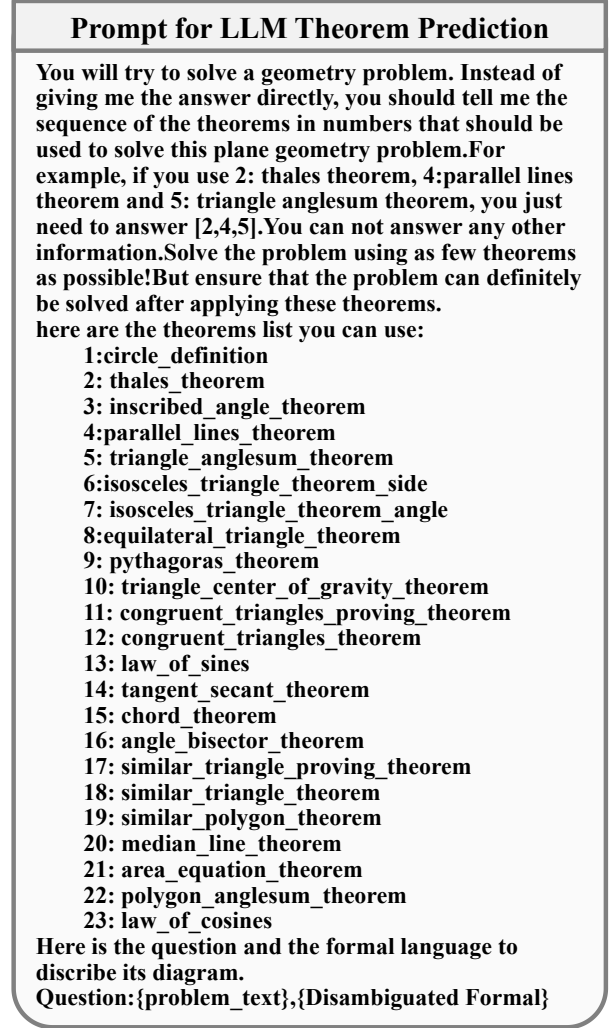 Prompt for LLM Theorem Prediction
You will try to solve a geometry problem. Instead of
giving me the answer directly, you should tell me the
sequence of the theorems in numbers that should be
used to solve this plane geometry problem.For
example, if you use 2: thales theorem, 4:parallel lines
theorem and 5: triangle anglesum theorem, you just
need to answer [2,4,5].You can not answer any other
information.Solve the problem using as few theorems
as possible!But ensure that the problem can definitely
be solved after applying these theorems.
here are the theorems list you can use:
1:circle_definition
2: thales_theorem
3: inscribed_angle_theorem
4:parallel_lines_theorem
5: triangle_anglesum_theorem
6:isosceles_triangle_theorem_side
7: isosceles_triangle_theorem_angle
8:equilateral_triangle_theorem
9: pythagoras_theorem
10: triangle_center_of_gravity_theorem
11: congruent_triangles_proving_theorem
12: congruent_triangles_theorem
13: law_of_sines
14: tangent_secant_theorem
15: chord_theorem
16: angle_bisector_theorem
17: similar_triangle_proving_theorem
18: similar_triangle_theorem
19: similar_polygon_theorem
20: median_line_theorem
21: area_equation_theorem
22: polygon_anglesum_theorem
23: law_of_cosines
Here is the question and the formal language to
discribe its diagram.
Question:{problem_text},{Disambiguated Formal}